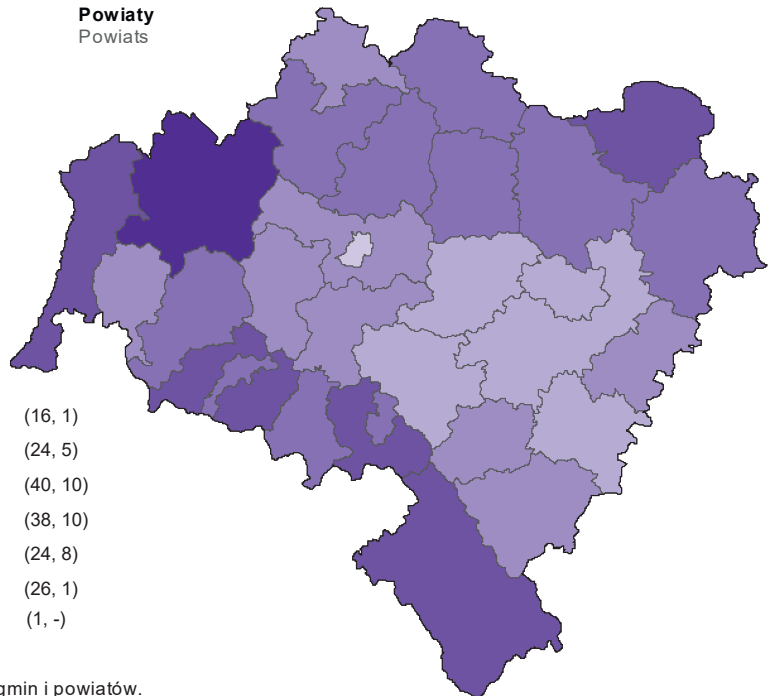 Powiaty
Powiats
(16, 1)
(24, 5)
(40, 10)
(38, 10)
(24, 8)
(26, 1)
(1, -)
gmin i powiatów.